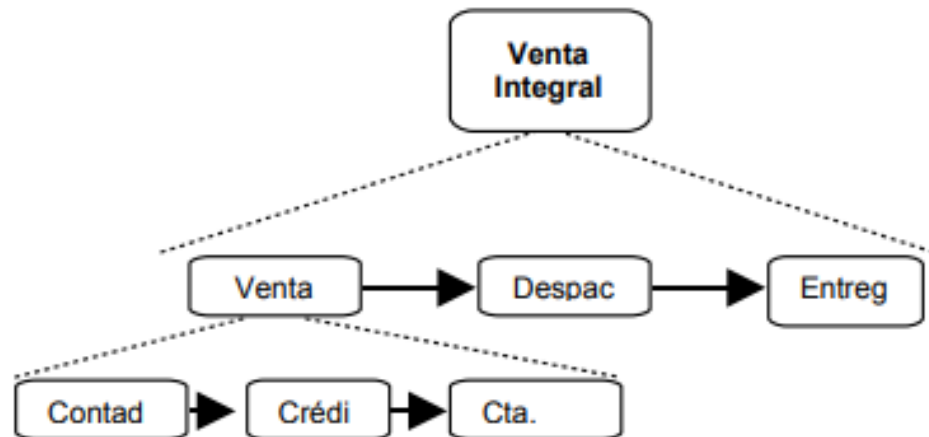 Venta
Integral
Venta
Despac
Entreg
Contad
Crédi
Cta.